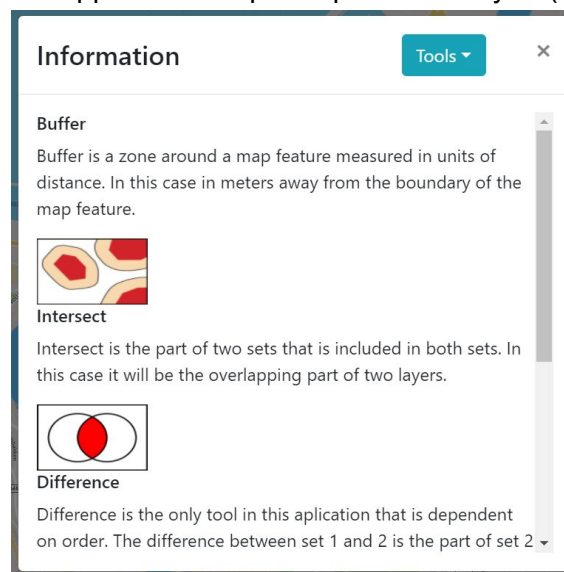 Information
Tools
×
Buffer
Buffer is a zone around a map feature measured in units of
distance. In this case in meters away from the boundary of the
map feature.
Intersect
Intersect is the part of two sets that is included in both sets. In
this case it will be the overlapping part of two layers.
Difference
Difference is the only tool in this aplication that is dependent
on order. The difference between set 1 and 2 is the part of set 2